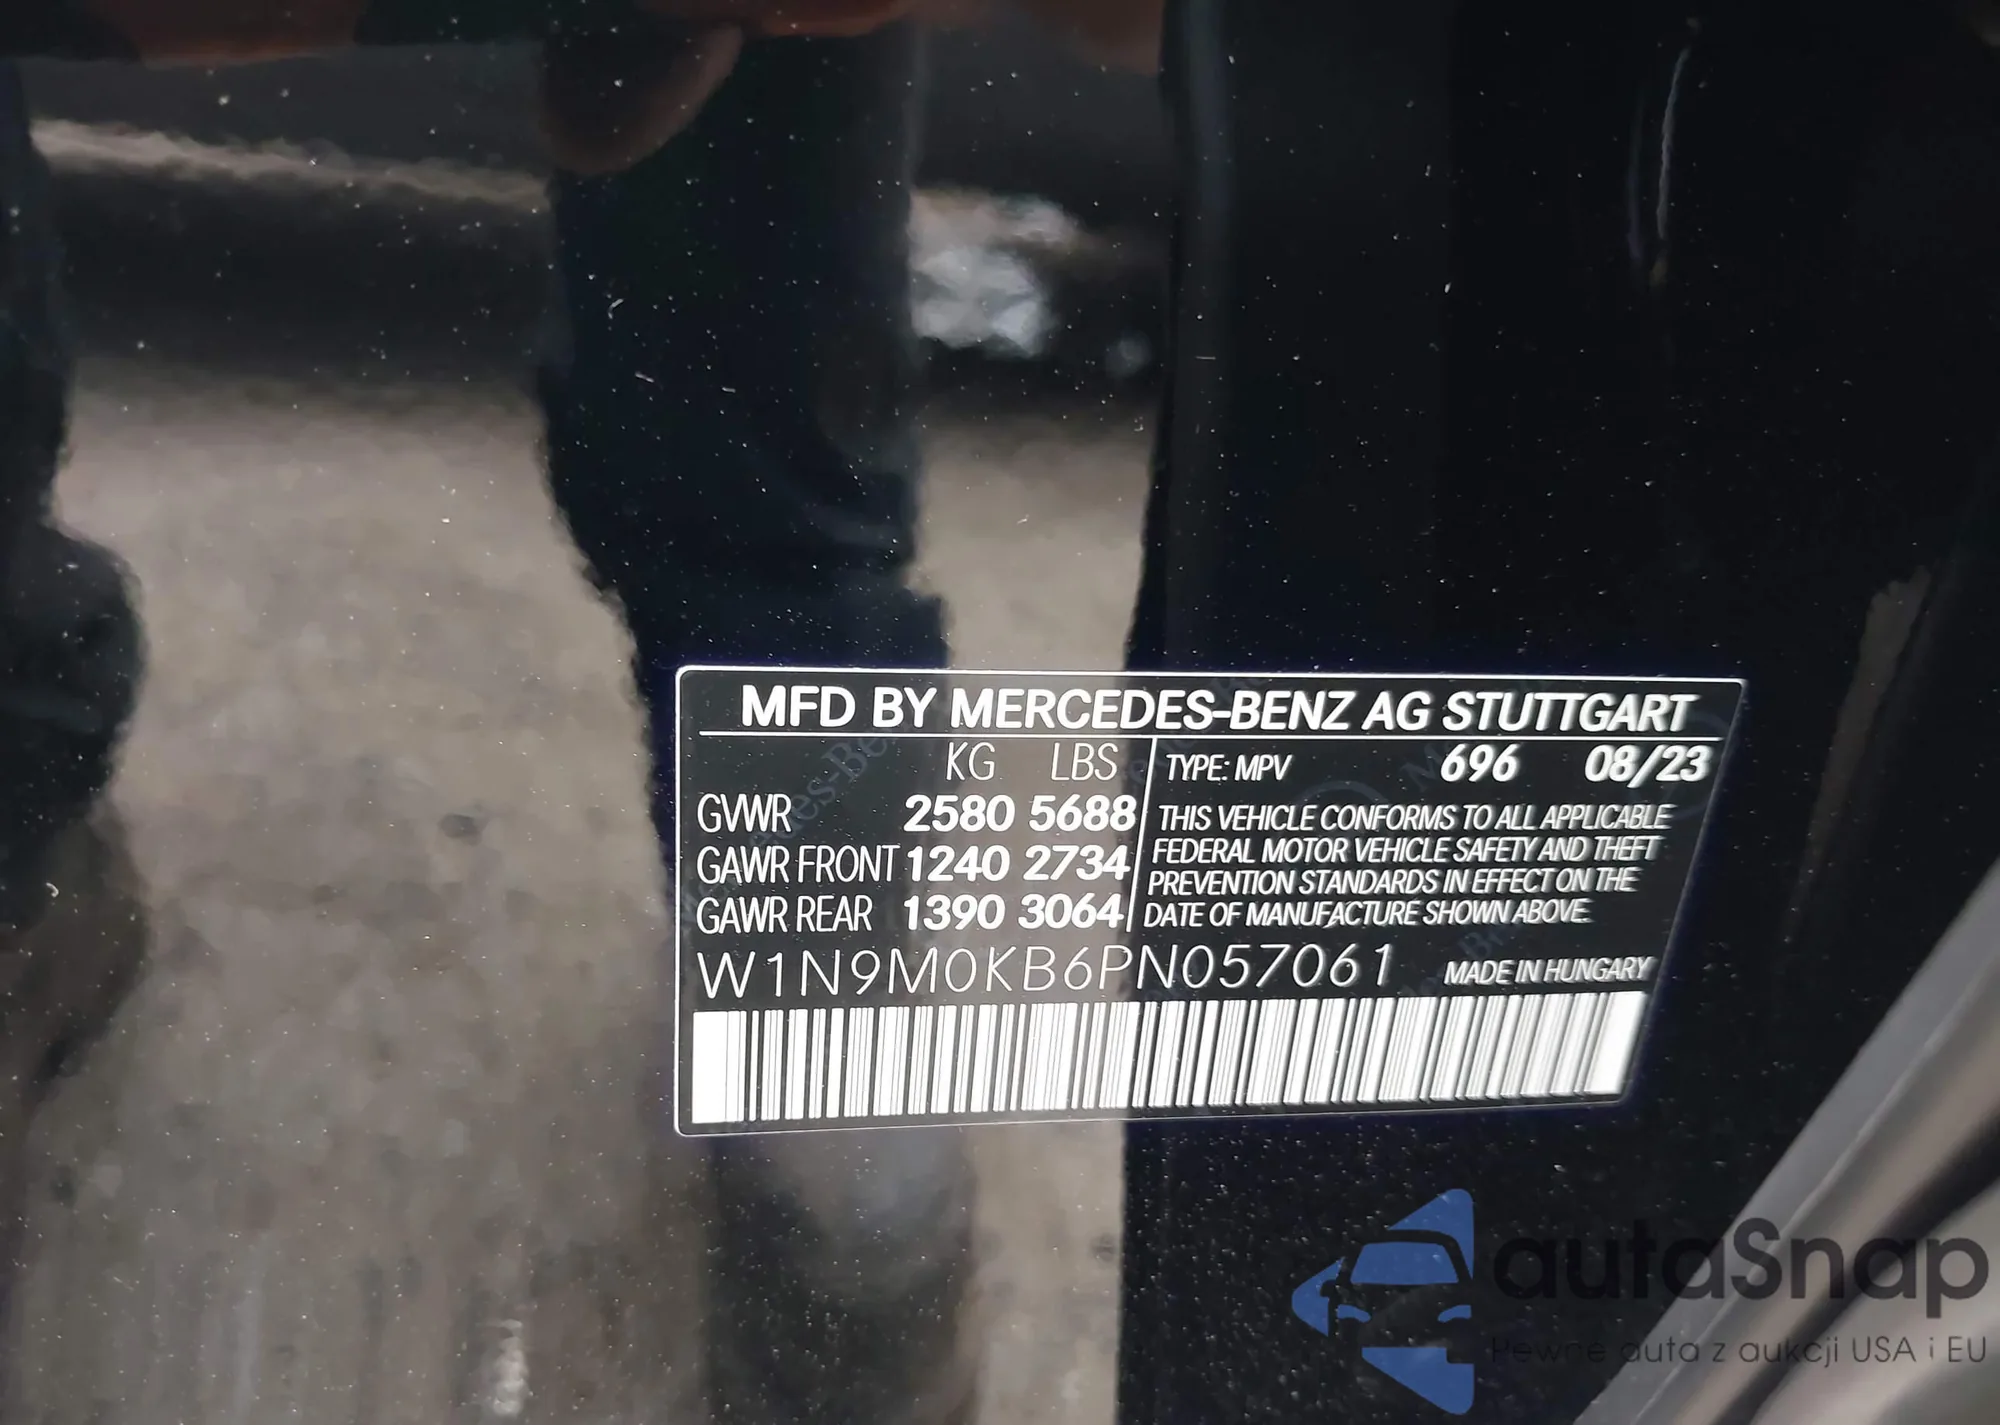 MFD BY MERCEDES-BENZ AG STUTTGART
KG LBS
GVWR 2580 5688
GAWR FRONT 1240 2734
GAWR REAR 1390 3064
TYPE: MPV 696 08/23
THIS VEHICLE CONFORMS TO ALL APPLICABLE
FEDERAL MOTOR VEHICLE SAFETY AND THEFT
PREVENTION STANDARDS IN EFFECT ON THE
DATE OF MANUFACTURE SHOWN ABOVE.
W1N9M0KB6PN057061 MADE IN HUNGARY
autaSnap
Pewne auta z aukcji USA i EU